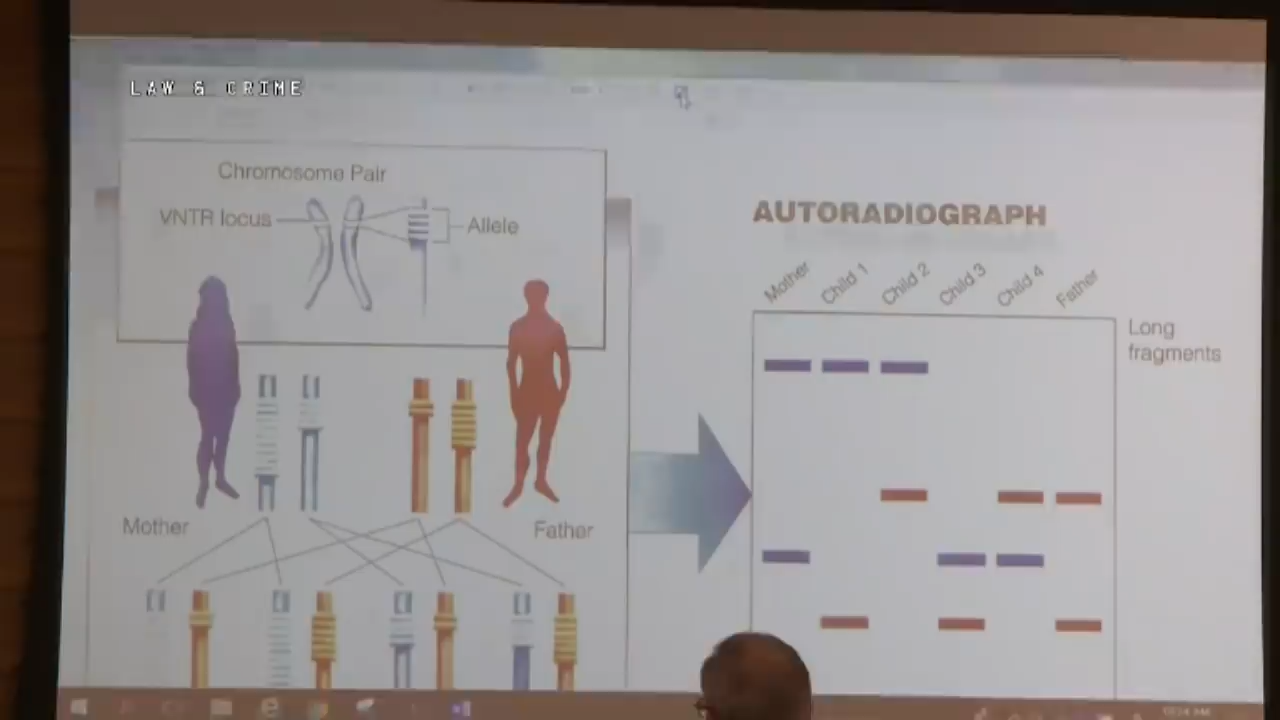 LAW & CRIME
Chromosome Pair
VNTR locus
Allele
Mother
Father
AUTORADIOGRAPH
Mother
Child 1
Child 2
Child 3
Child 4
Father
Long
fragments